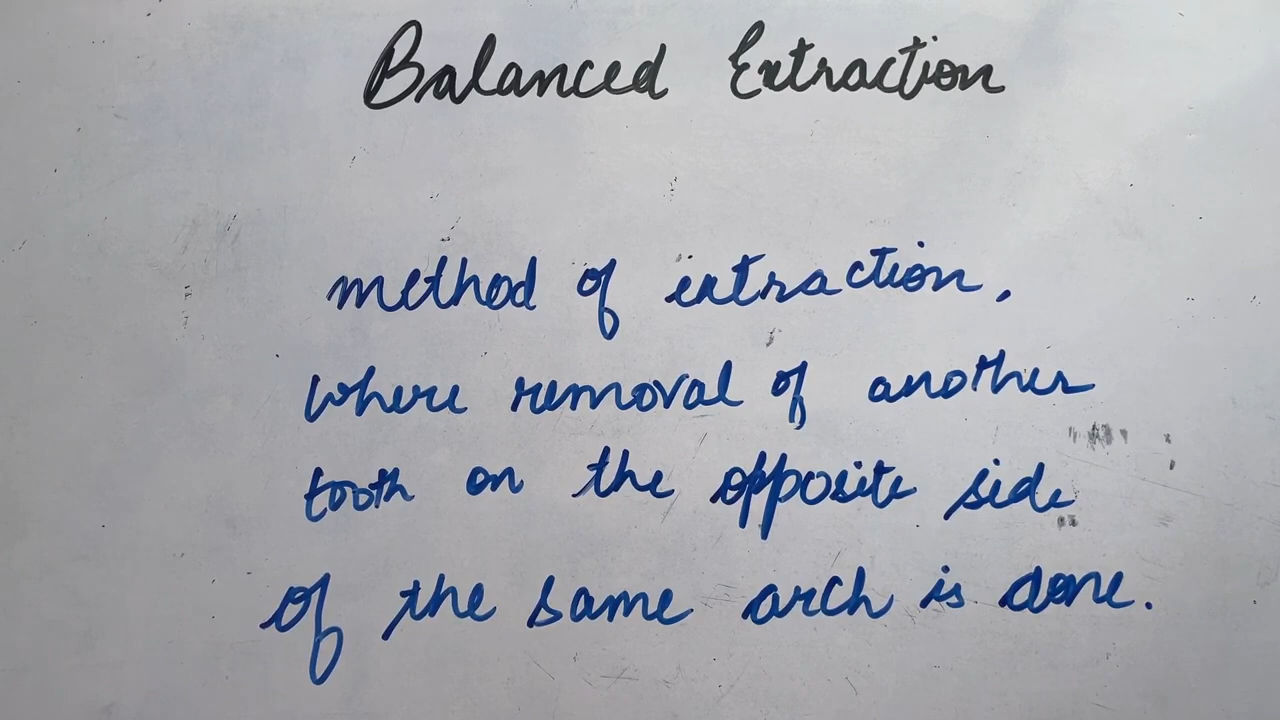 Balanced Extraction
method of extraction,
where removal of another
tooth on the opposite side
of the same arch is done.